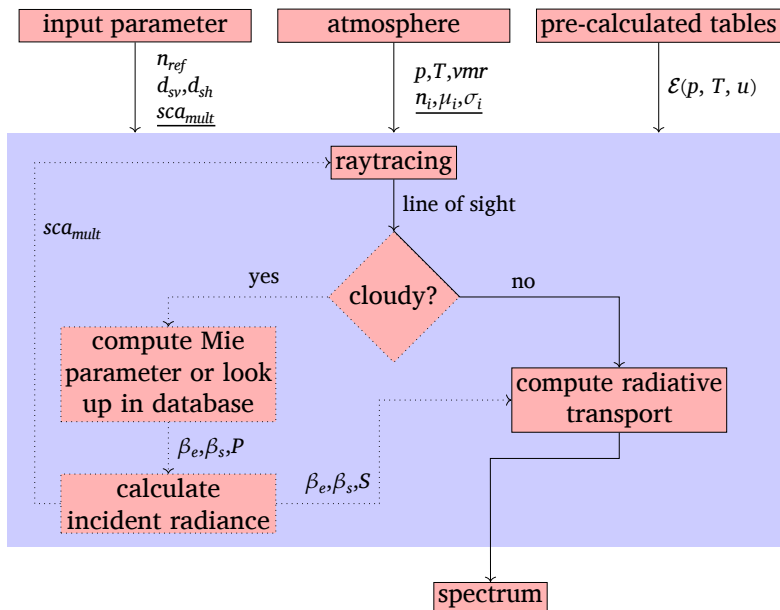 input parameter
atmosphere
pre-calculated tables
n_ref
d_sv,d_sh
sca_mult
p,T,vmr
n_i,μ_i,σ_i
ℰ(p, T, u)
raytracing
line of sight
sca_mult
cloudy?
yes
no
compute Mie
parameter or look
up in database
compute radiative
transport
β_e,β_s,P
calculate
incident radiance
β_e,β_s,S
spectrum